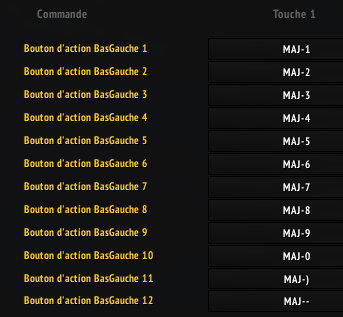 Commande Touche 1
Bouton d'action BasGauche 1 MAJ-1
Bouton d'action BasGauche 2 MAJ-2
Bouton d'action BasGauche 3 MAJ-3
Bouton d'action BasGauche 4 MAJ-4
Bouton d'action BasGauche 5 MAJ-5
Bouton d'action BasGauche 6 MAJ-6
Bouton d'action BasGauche 7 MAJ-7
Bouton d'action BasGauche 8 MAJ-8
Bouton d'action BasGauche 9 MAJ-9
Bouton d'action BasGauche 10 MAJ-0
Bouton d'action BasGauche 11 MAJ-)
Bouton d'action BasGauche 12 MAJ--